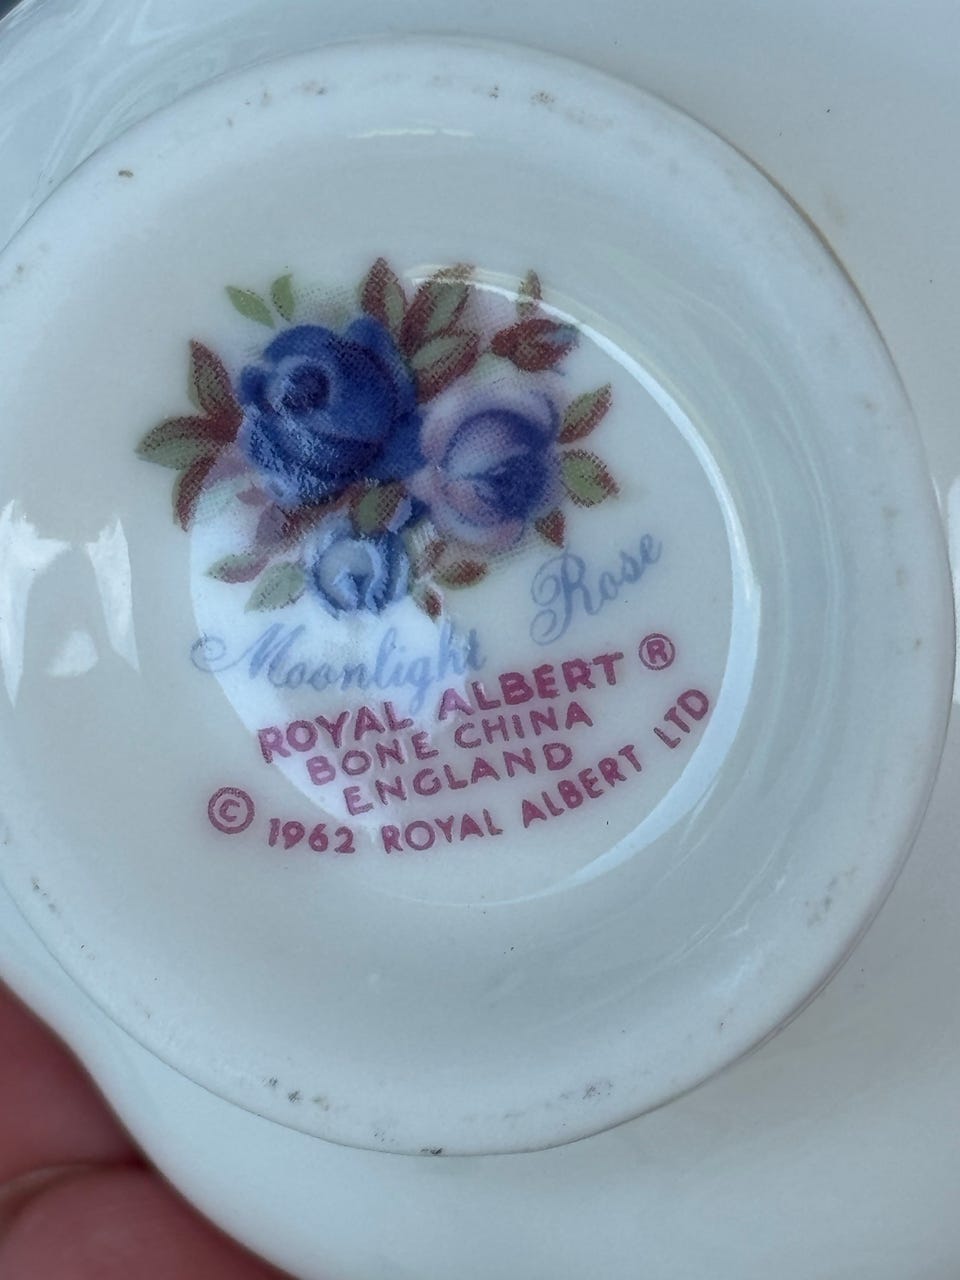 Moonlight Rose
ROYAL ALBERT ®
BONE CHINA
ENGLAND
© 1962 ROYAL ALBERT LTD